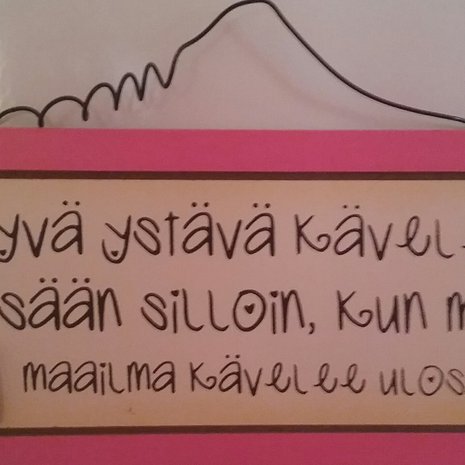 yvä ystävä kävel
sään silloin, kun m
maailma kävelee ulos